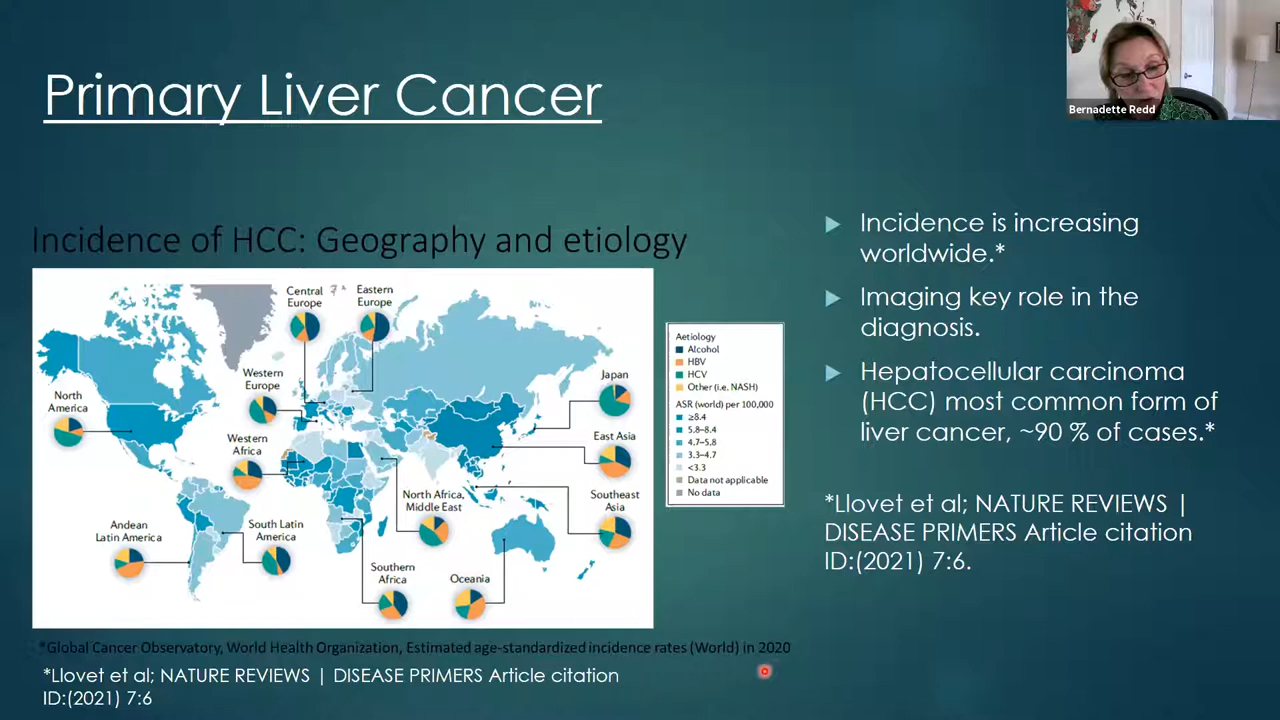 Primary Liver Cancer
Bernadette Redd
Incidence of HCC: Geography and etiology
Central
Europe
Eastern
Europe
Western
Europe
North
America
Western
Africa
Japan
East Asia
Southeast
Asia
North Africa,
Middle East
Andean
Latin America
South Latin
America
Southern
Africa
Oceania
Aetiology
Alcohol
HBV
HCV
Other (i.e. NASH)
ASR (world) per 100,000
≥8.4
5.8–8.4
4.7–5.8
3.3–4.7
<3.3
Data not applicable
No data
*Global Cancer Observatory, World Health Organization, Estimated age-standardized incidence rates (World) in 2020
*Llovet et al; NATURE REVIEWS | DISEASE PRIMERS Article citation
ID:(2021) 7:6
Incidence is increasing
worldwide.*
Imaging key role in the
diagnosis.
Hepatocellular carcinoma
(HCC) most common form of
liver cancer, ~90 % of cases.*
*Llovet et al; NATURE REVIEWS |
DISEASE PRIMERS Article citation
ID:(2021) 7:6.